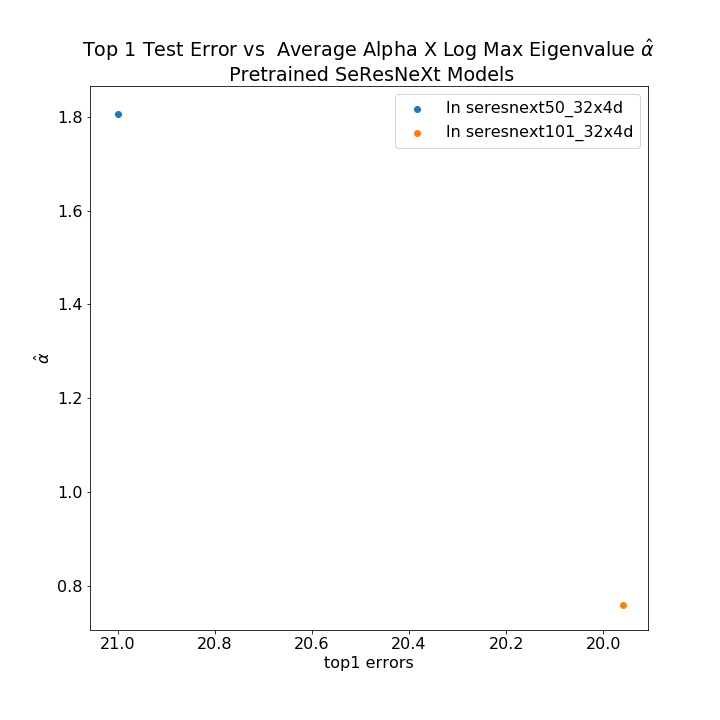 Top 1 Test Error vs  Average Alpha X Log Max Eigenvalue α̂
Pretrained SeResNeXt Models
In seresnext50_32x4d
In seresnext101_32x4d
1.8
1.6
1.4
1.2
1.0
0.8
α̂
21.0 20.8 20.6 20.4 20.2 20.0
top1 errors